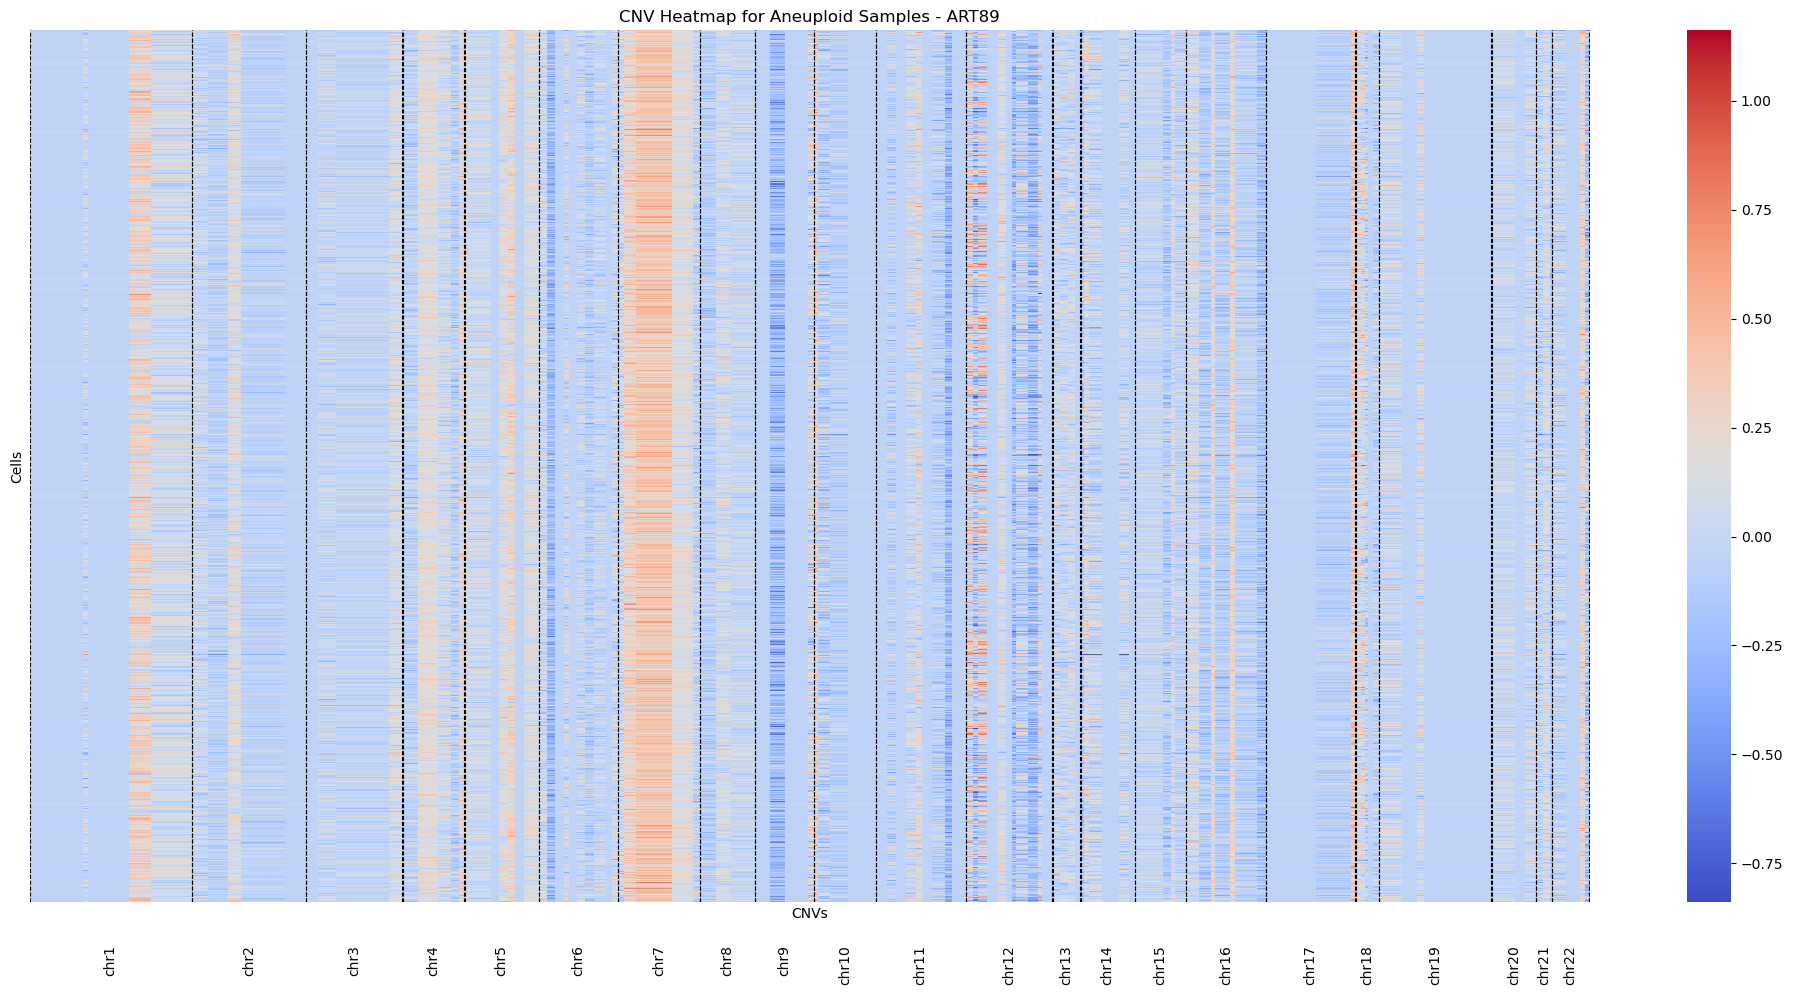 CNV Heatmap for Aneuploid Samples - ART89
Cells
1.00
0.75
0.50
0.25
0.00
−0.25
−0.50
−0.75
CNVs
chr1
chr2
chr3
chr4
chr5
chr6
chr7
chr8
chr9
chr10
chr11
chr12
chr13
chr14
chr15
chr16
chr17
chr18
chr19
chr20
chr21
chr22